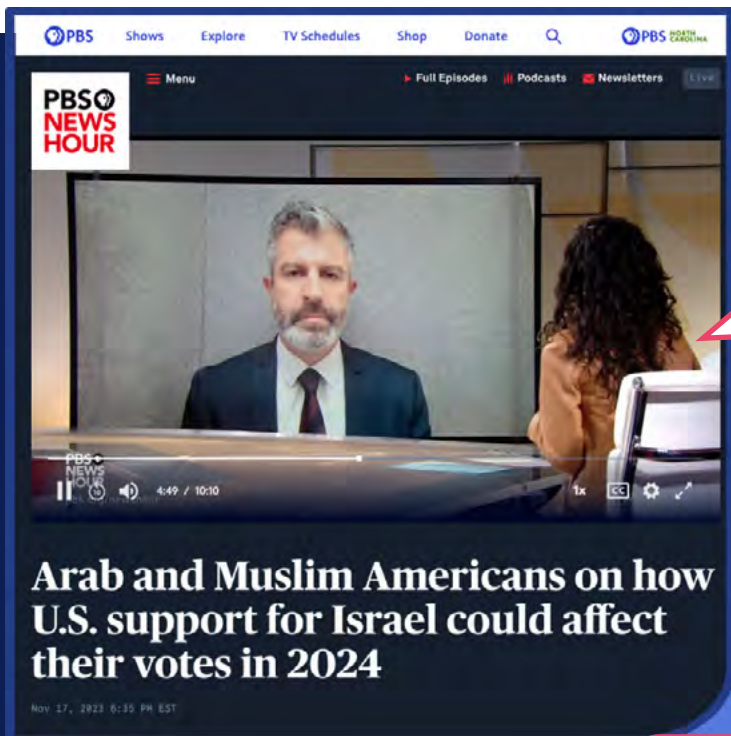 PBS Shows Explore TV Schedules Shop Donate PBS NORTH CAROLINA
PBS NEWS HOUR
Menu Full Episodes Podcasts Newsletters Live
PBS NEWS HOUR
10 4:49 / 10:10 1x CC
Arab and Muslim Americans on how
U.S. support for Israel could affect
their votes in 2024
Nov 17, 2023 6:35 PM EST